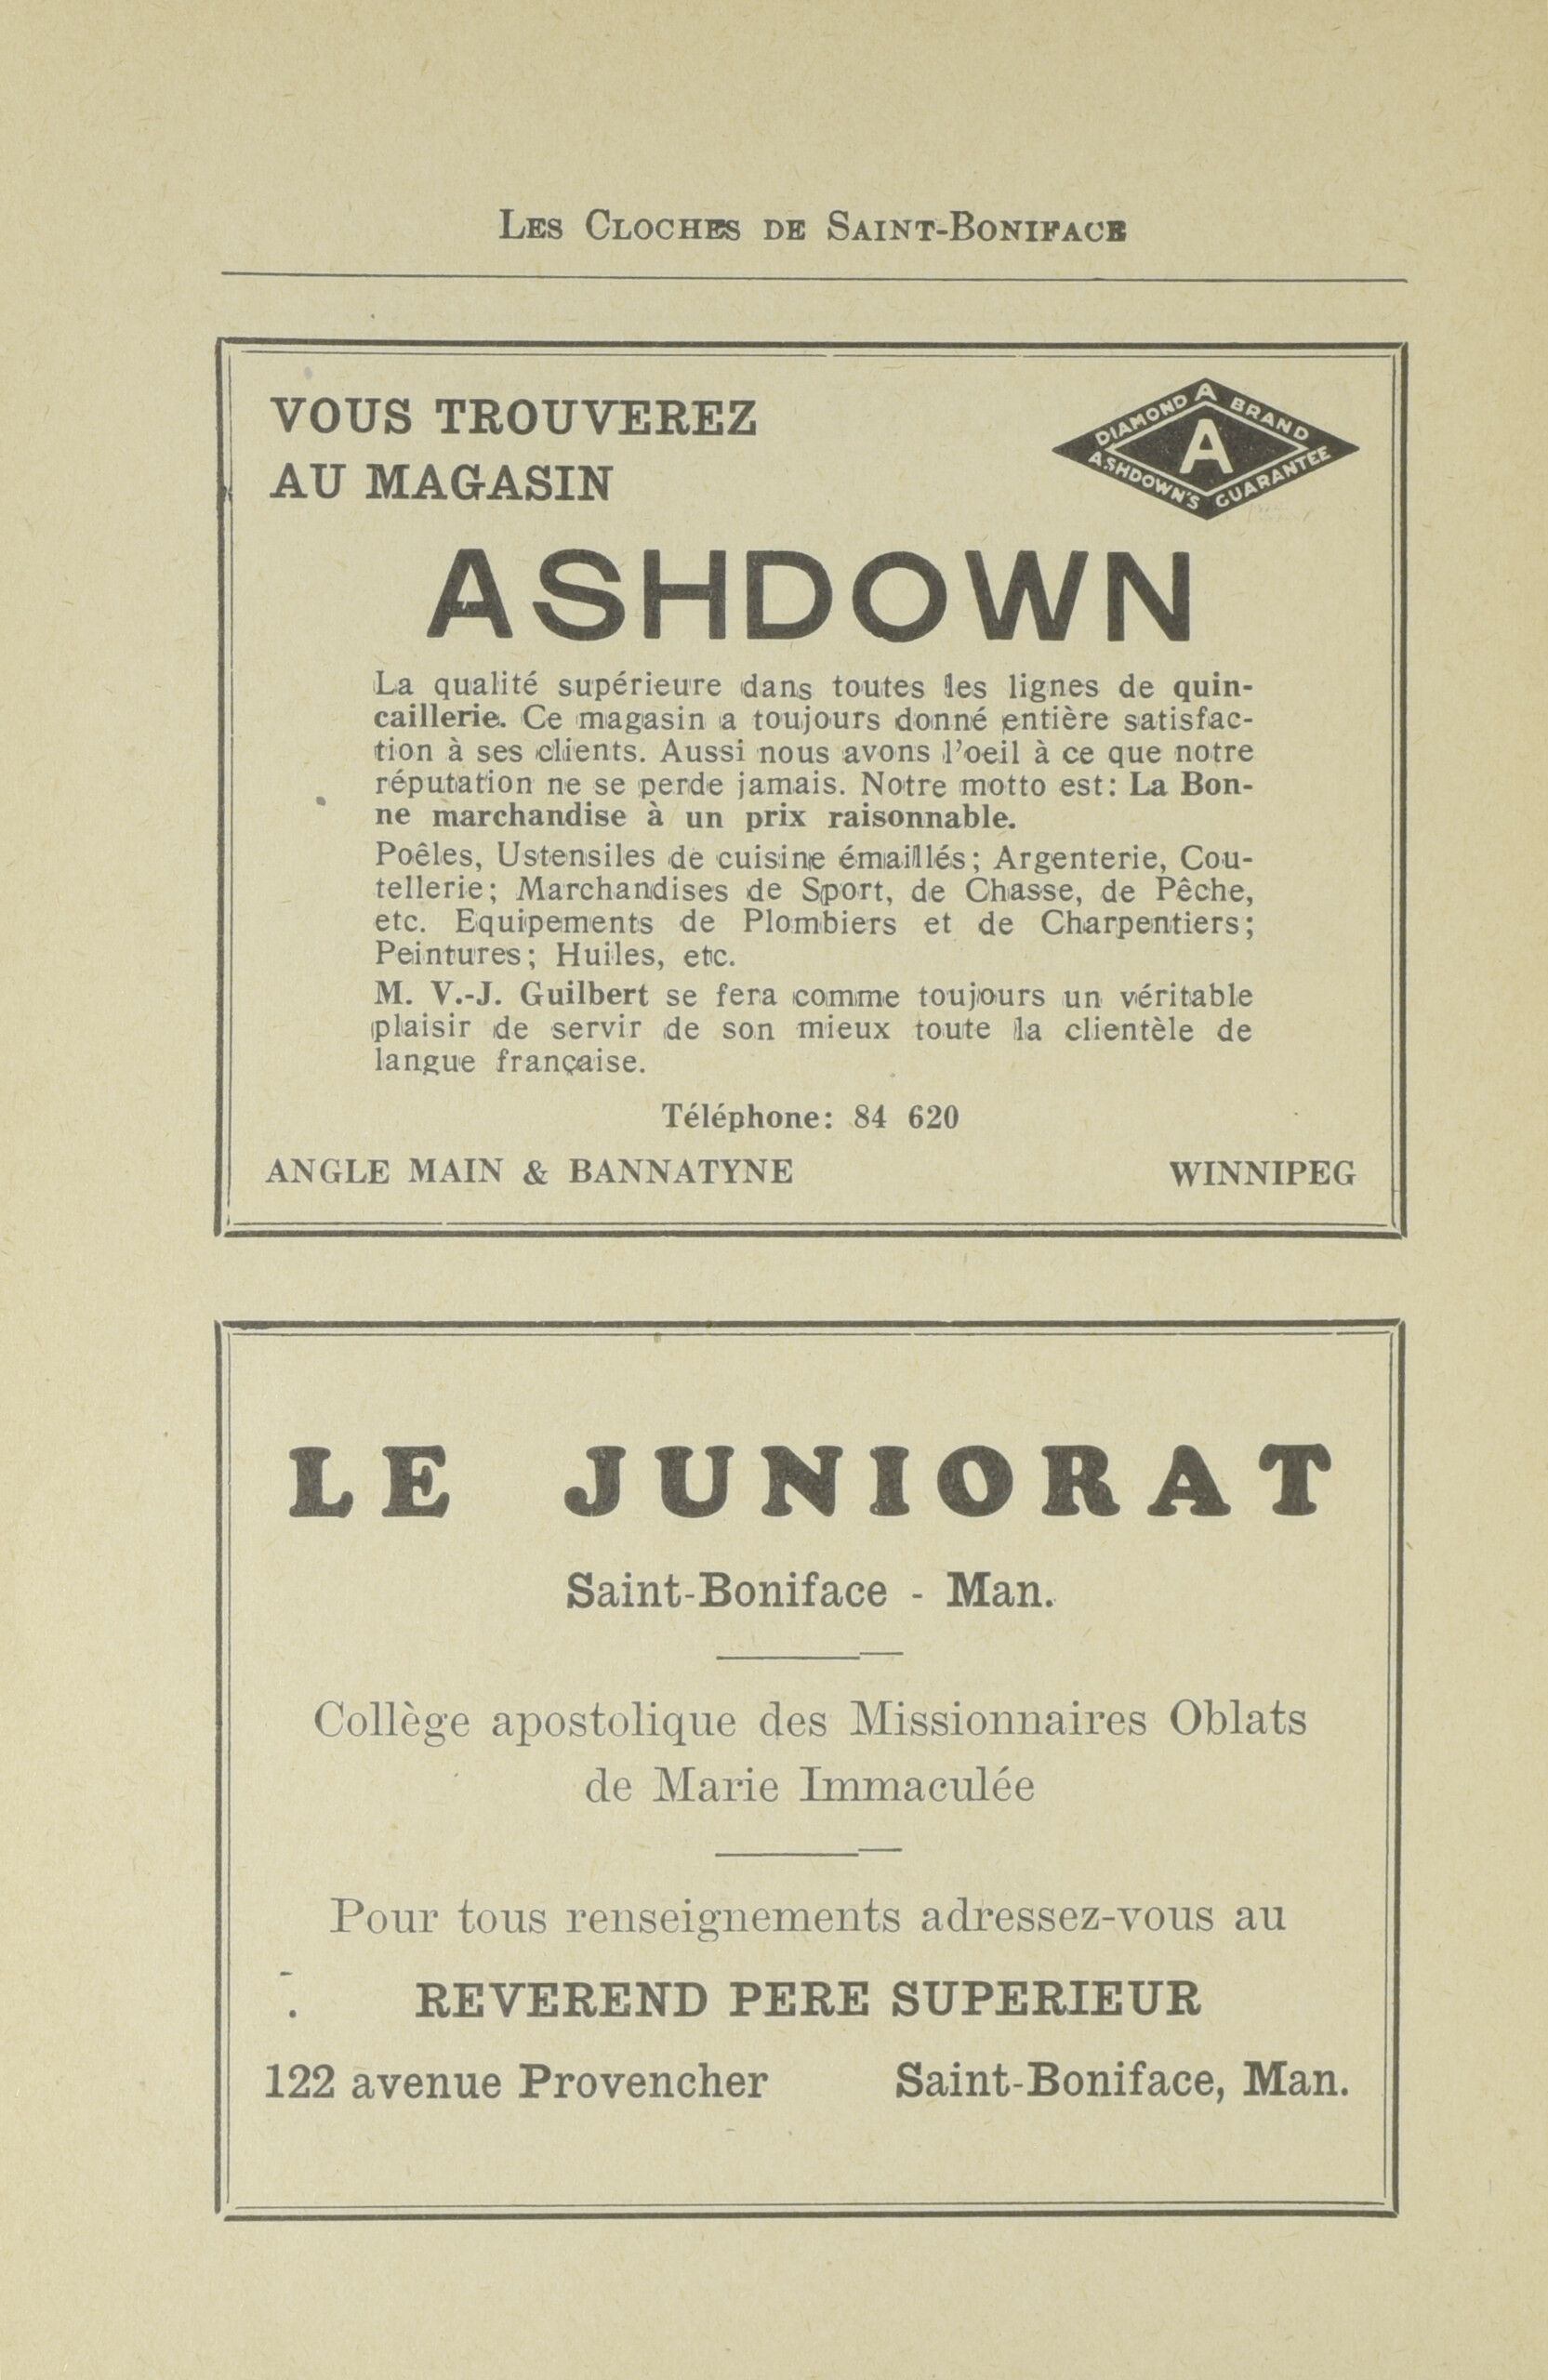 LES CLOCHES DE SAINT-BONIFACE
VOUS TROUVEREZ
AU MAGASIN
DIAMOND A BRAND
A
ASHDOWN'S GUARANTEE
ASHDOWN
La qualité supérieure dans toutes les lignes de quin-
caillerie. Ce magasin a toujours donné entière satisfac-
tion à ses clients. Aussi nous avons l'oeil à ce que notre
réputation ne se perde jamais. Notre motto est: La Bon-
ne marchandise à un prix raisonnable.
Poêles, Ustensiles de cuisine émaillés; Argenterie, Cou-
tellerie; Marchandises de Sport, de Chasse, de Pêche,
etc. Equipements de Plombiers et de Charpentiers;
Peintures; Huiles, etc.
M. V.-J. Guilbert se fera comme toujours un véritable
plaisir de servir de son mieux toute la clientèle de
langue française.
Téléphone: 84 620
ANGLE MAIN & BANNATYNE WINNIPEG
LE JUNIORAT
Saint-Boniface - Man.
Collège apostolique des Missionnaires Oblats
de Marie Immaculée
Pour tous renseignements adressez-vous au
REVEREND PERE SUPERIEUR
122 avenue Provencher Saint-Boniface, Man.